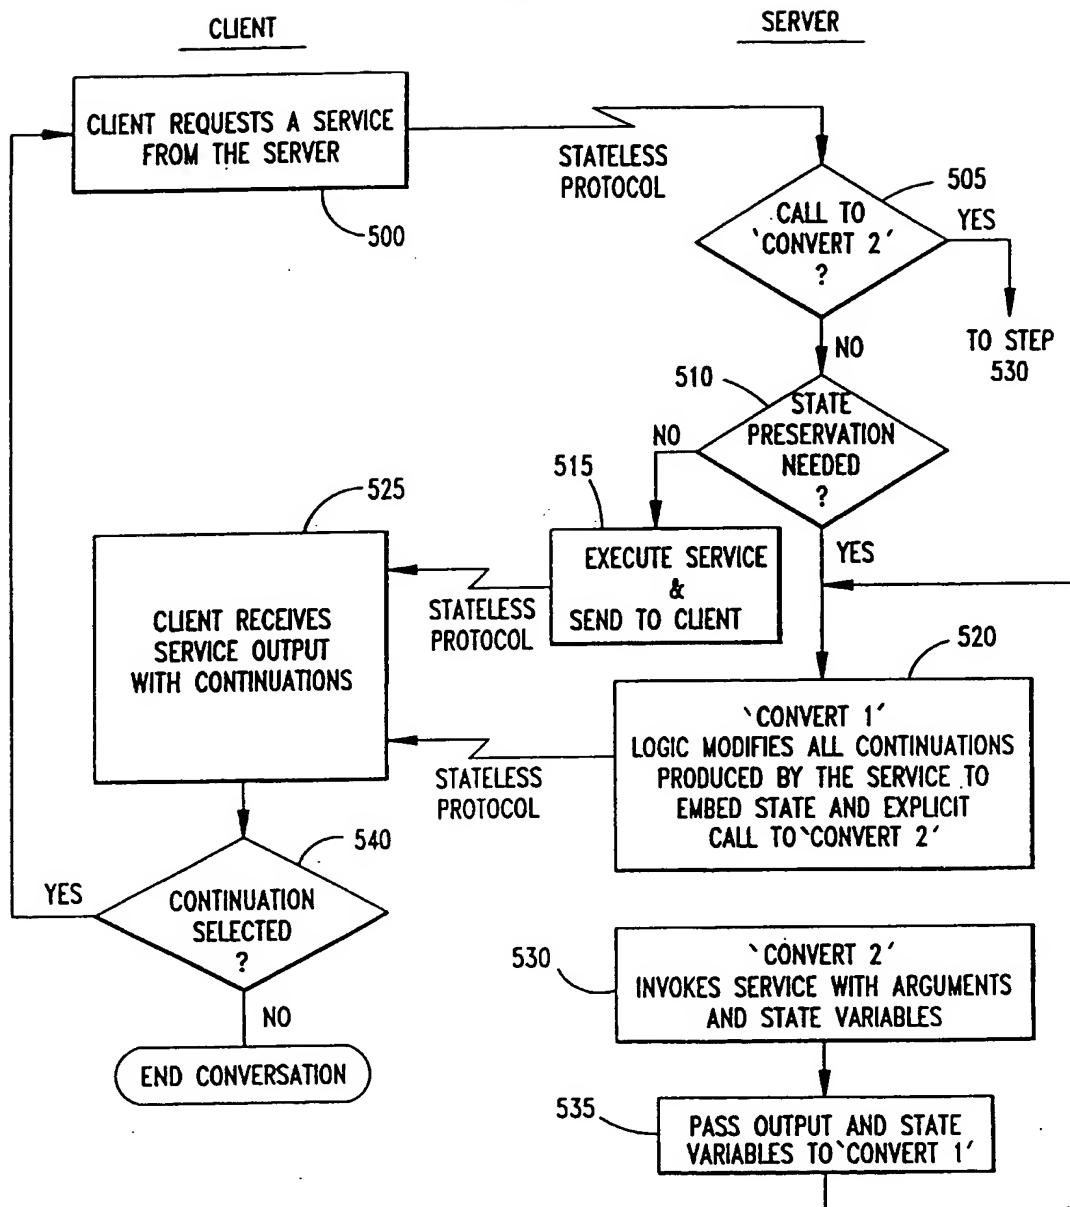 CLIENT
SERVER
CLIENT REQUESTS A SERVICE
FROM THE SERVER
500
STATELESS
PROTOCOL
505
CALL TO
`CONVERT 2'
?
YES
TO STEP
530
NO
510
STATE
PRESERVATION
NEEDED
?
NO
YES
515
EXECUTE SERVICE
&
SEND TO CLIENT
STATELESS
PROTOCOL
525
CLIENT RECEIVES
SERVICE OUTPUT
WITH CONTINUATIONS
520
`CONVERT 1'
LOGIC MODIFIES ALL CONTINUATIONS
PRODUCED BY THE SERVICE TO
EMBED STATE AND EXPLICIT
CALL TO `CONVERT 2'
STATELESS
PROTOCOL
540
CONTINUATION
SELECTED
?
YES
NO
END CONVERSATION
530
`CONVERT 2'
INVOKES SERVICE WITH ARGUMENTS
AND STATE VARIABLES
535
PASS OUTPUT AND STATE
VARIABLES TO `CONVERT 1'